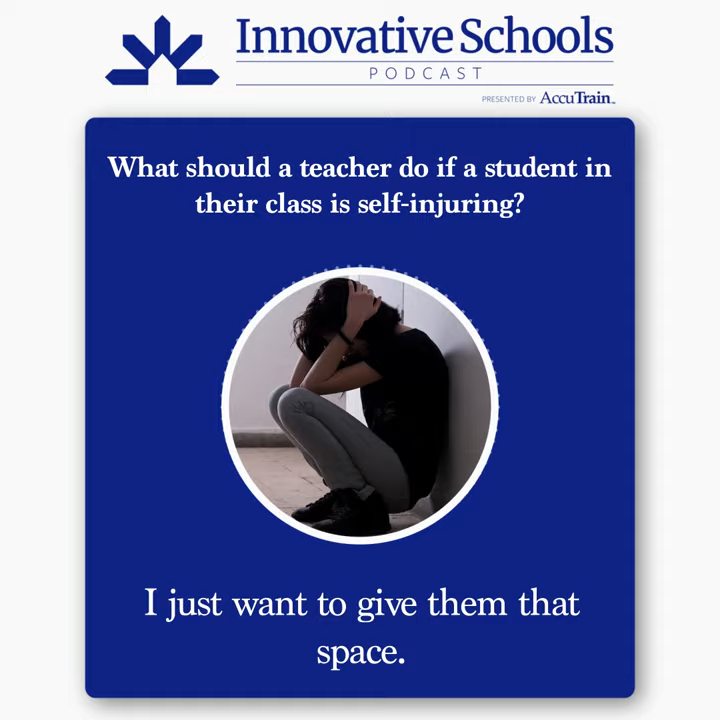 Innovative Schools
PODCAST
PRESENTED BY AccuTrain™
What should a teacher do if a student in
their class is self-injuring?
I just want to give them that
space.